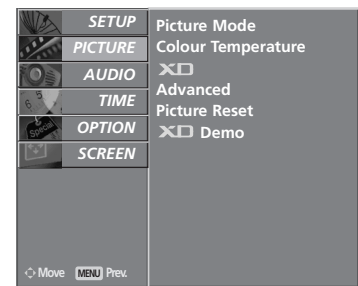 SETUP
PICTURE
AUDIO
TIME
OPTION
SCREEN
Move MENU Prev.
Picture Mode
Colour Temperature
XD
Advanced
Picture Reset
XD Demo
Special